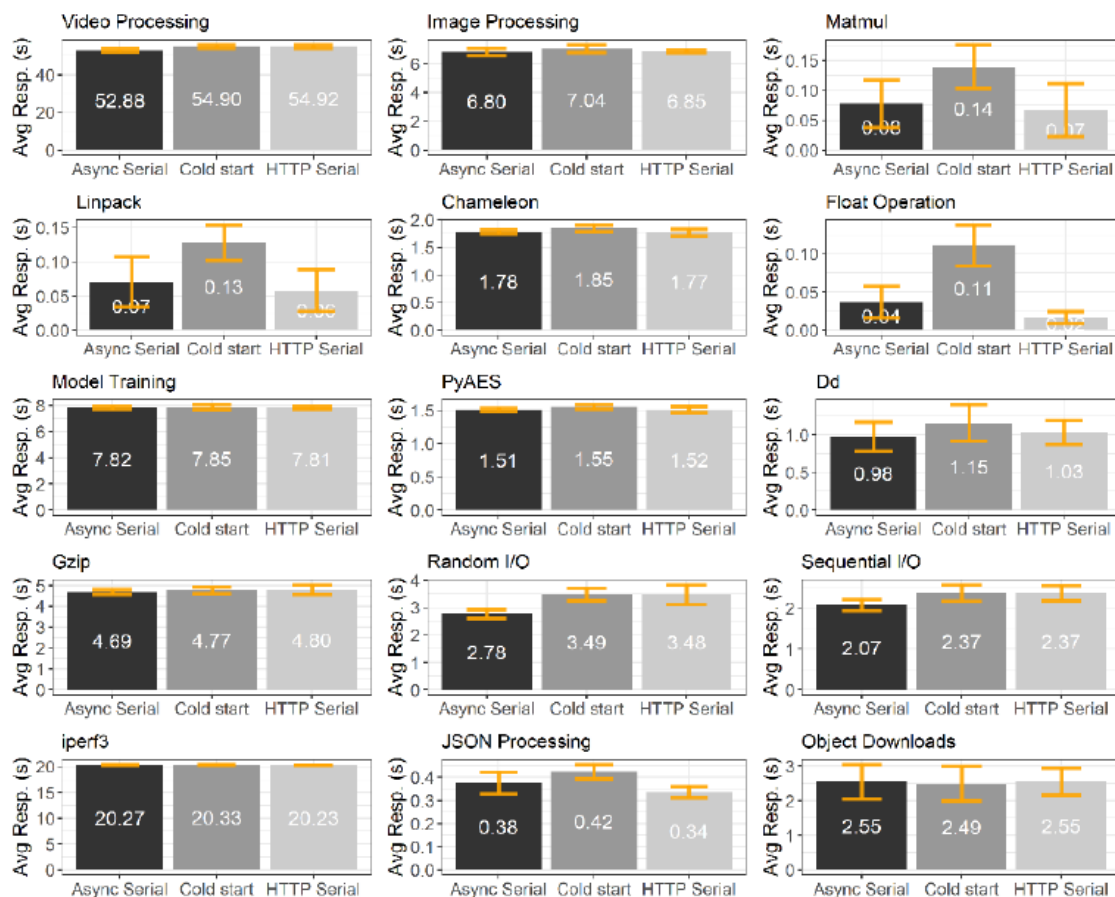 Video Processing
Avg Resp. (s)
40
20
0
52.88 54.90 54.92
Async Serial Cold start HTTP Serial
Image Processing
Avg Resp. (s)
6
4
2
0
6.80 7.04 6.85
Async Serial Cold start HTTP Serial
Matmul
Avg Resp. (s)
0.15
0.10
0.05
0.00
0.08 0.14 0.07
Async Serial Cold start HTTP Serial
Linpack
Avg Resp. (s)
0.15
0.10
0.05
0.00
0.07 0.13 0.06
Async Serial Cold start HTTP Serial
Chameleon
Avg Resp. (s)
2.0
1.5
1.0
0.5
0.0
1.78 1.85 1.77
Async Serial Cold start HTTP Serial
Float Operation
Avg Resp. (s)
0.10
0.05
0.00
0.04 0.11 0.02
Async Serial Cold start HTTP Serial
Model Training
Avg Resp. (s)
8
6
4
2
0
7.82 7.85 7.81
Async Serial Cold start HTTP Serial
PyAES
Avg Resp. (s)
1.5
1.0
0.5
0.0
1.51 1.55 1.52
Async Serial Cold start HTTP Serial
Dd
Avg Resp. (s)
1.0
0.5
0.0
0.98 1.15 1.03
Async Serial Cold start HTTP Serial
Gzip
Avg Resp. (s)
5
4
3
2
1
0
4.69 4.77 4.80
Async Serial Cold start HTTP Serial
Random I/O
Avg Resp. (s)
4
3
2
1
0
2.78 3.49 3.48
Async Serial Cold start HTTP Serial
Sequential I/O
Avg Resp. (s)
2
1
0
2.07 2.37 2.37
Async Serial Cold start HTTP Serial
iperf3
Avg Resp. (s)
20
15
10
5
0
20.27 20.33 20.23
Async Serial Cold start HTTP Serial
JSON Processing
Avg Resp. (s)
0.4
0.3
0.2
0.1
0.0
0.38 0.42 0.34
Async Serial Cold start HTTP Serial
Object Downloads
Avg Resp. (s)
3
2
1
0
2.55 2.49 2.55
Async Serial Cold start HTTP Serial